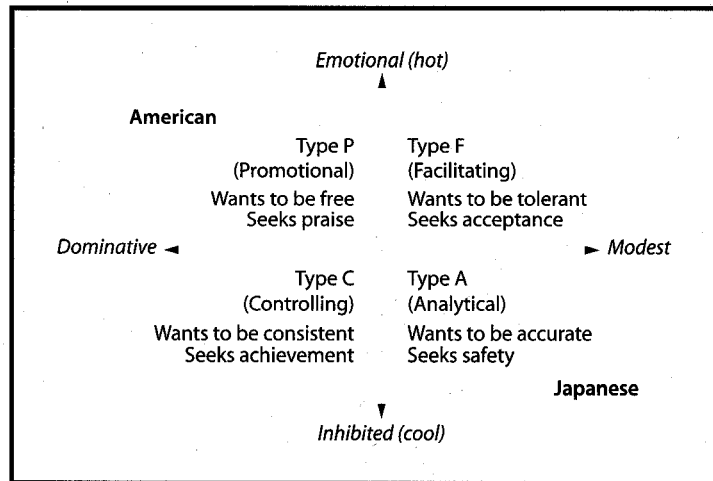 Emotional (hot)
American
Type P
(Promotional)
Wants to be free
Seeks praise
Type F
(Facilitating)
Wants to be tolerant
Seeks acceptance
Dominative
Modest
Type C
(Controlling)
Wants to be consistent
Seeks achievement
Type A
(Analytical)
Wants to be accurate
Seeks safety
Japanese
Inhibited (cool)